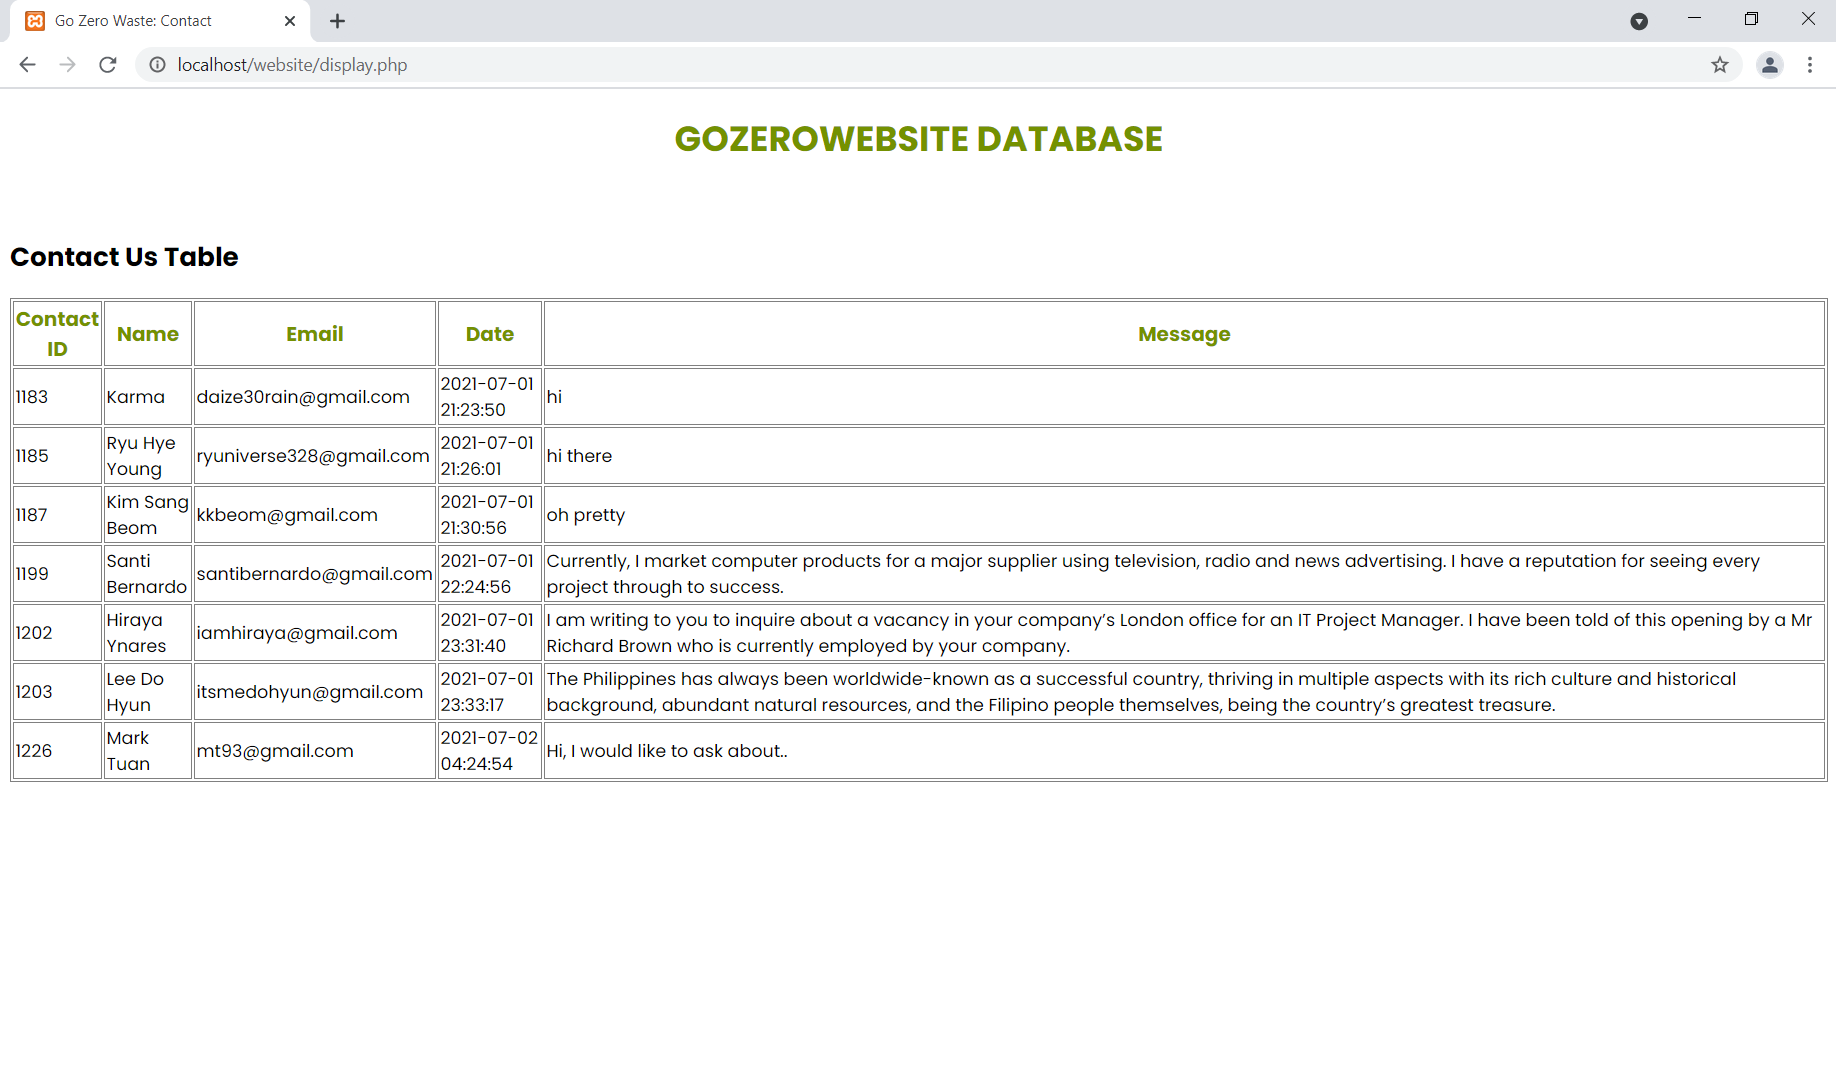 Go Zero Waste: Contact
localhost/website/display.php
GOZEROWEBSITE DATABASE
Contact Us Table
Contact
ID
Name
Email
Date
Message
1183
Karma
daize30rain@gmail.com
2021-07-01
21:23:50
hi
1185
Ryu Hye
Young
ryuniverse328@gmail.com
2021-07-01
21:26:01
hi there
1187
Kim Sang
Beom
kkbeom@gmail.com
2021-07-01
21:30:56
oh pretty
1199
Santi
Bernardo
santibernardo@gmail.com
2021-07-01
22:24:56
Currently, I market computer products for a major supplier using television, radio and news advertising. I have a reputation for seeing every
project through to success.
1202
Hiraya
Ynares
iamhiraya@gmail.com
2021-07-01
23:31:40
I am writing to you to inquire about a vacancy in your company’s London office for an IT Project Manager. I have been told of this opening by a Mr
Richard Brown who is currently employed by your company.
1203
Lee Do
Hyun
itsmedohyun@gmail.com
2021-07-01
23:33:17
The Philippines has always been worldwide-known as a successful country, thriving in multiple aspects with its rich culture and historical
background, abundant natural resources, and the Filipino people themselves, being the country’s greatest treasure.
1226
Mark
Tuan
mt93@gmail.com
2021-07-02
04:24:54
Hi, I would like to ask about..